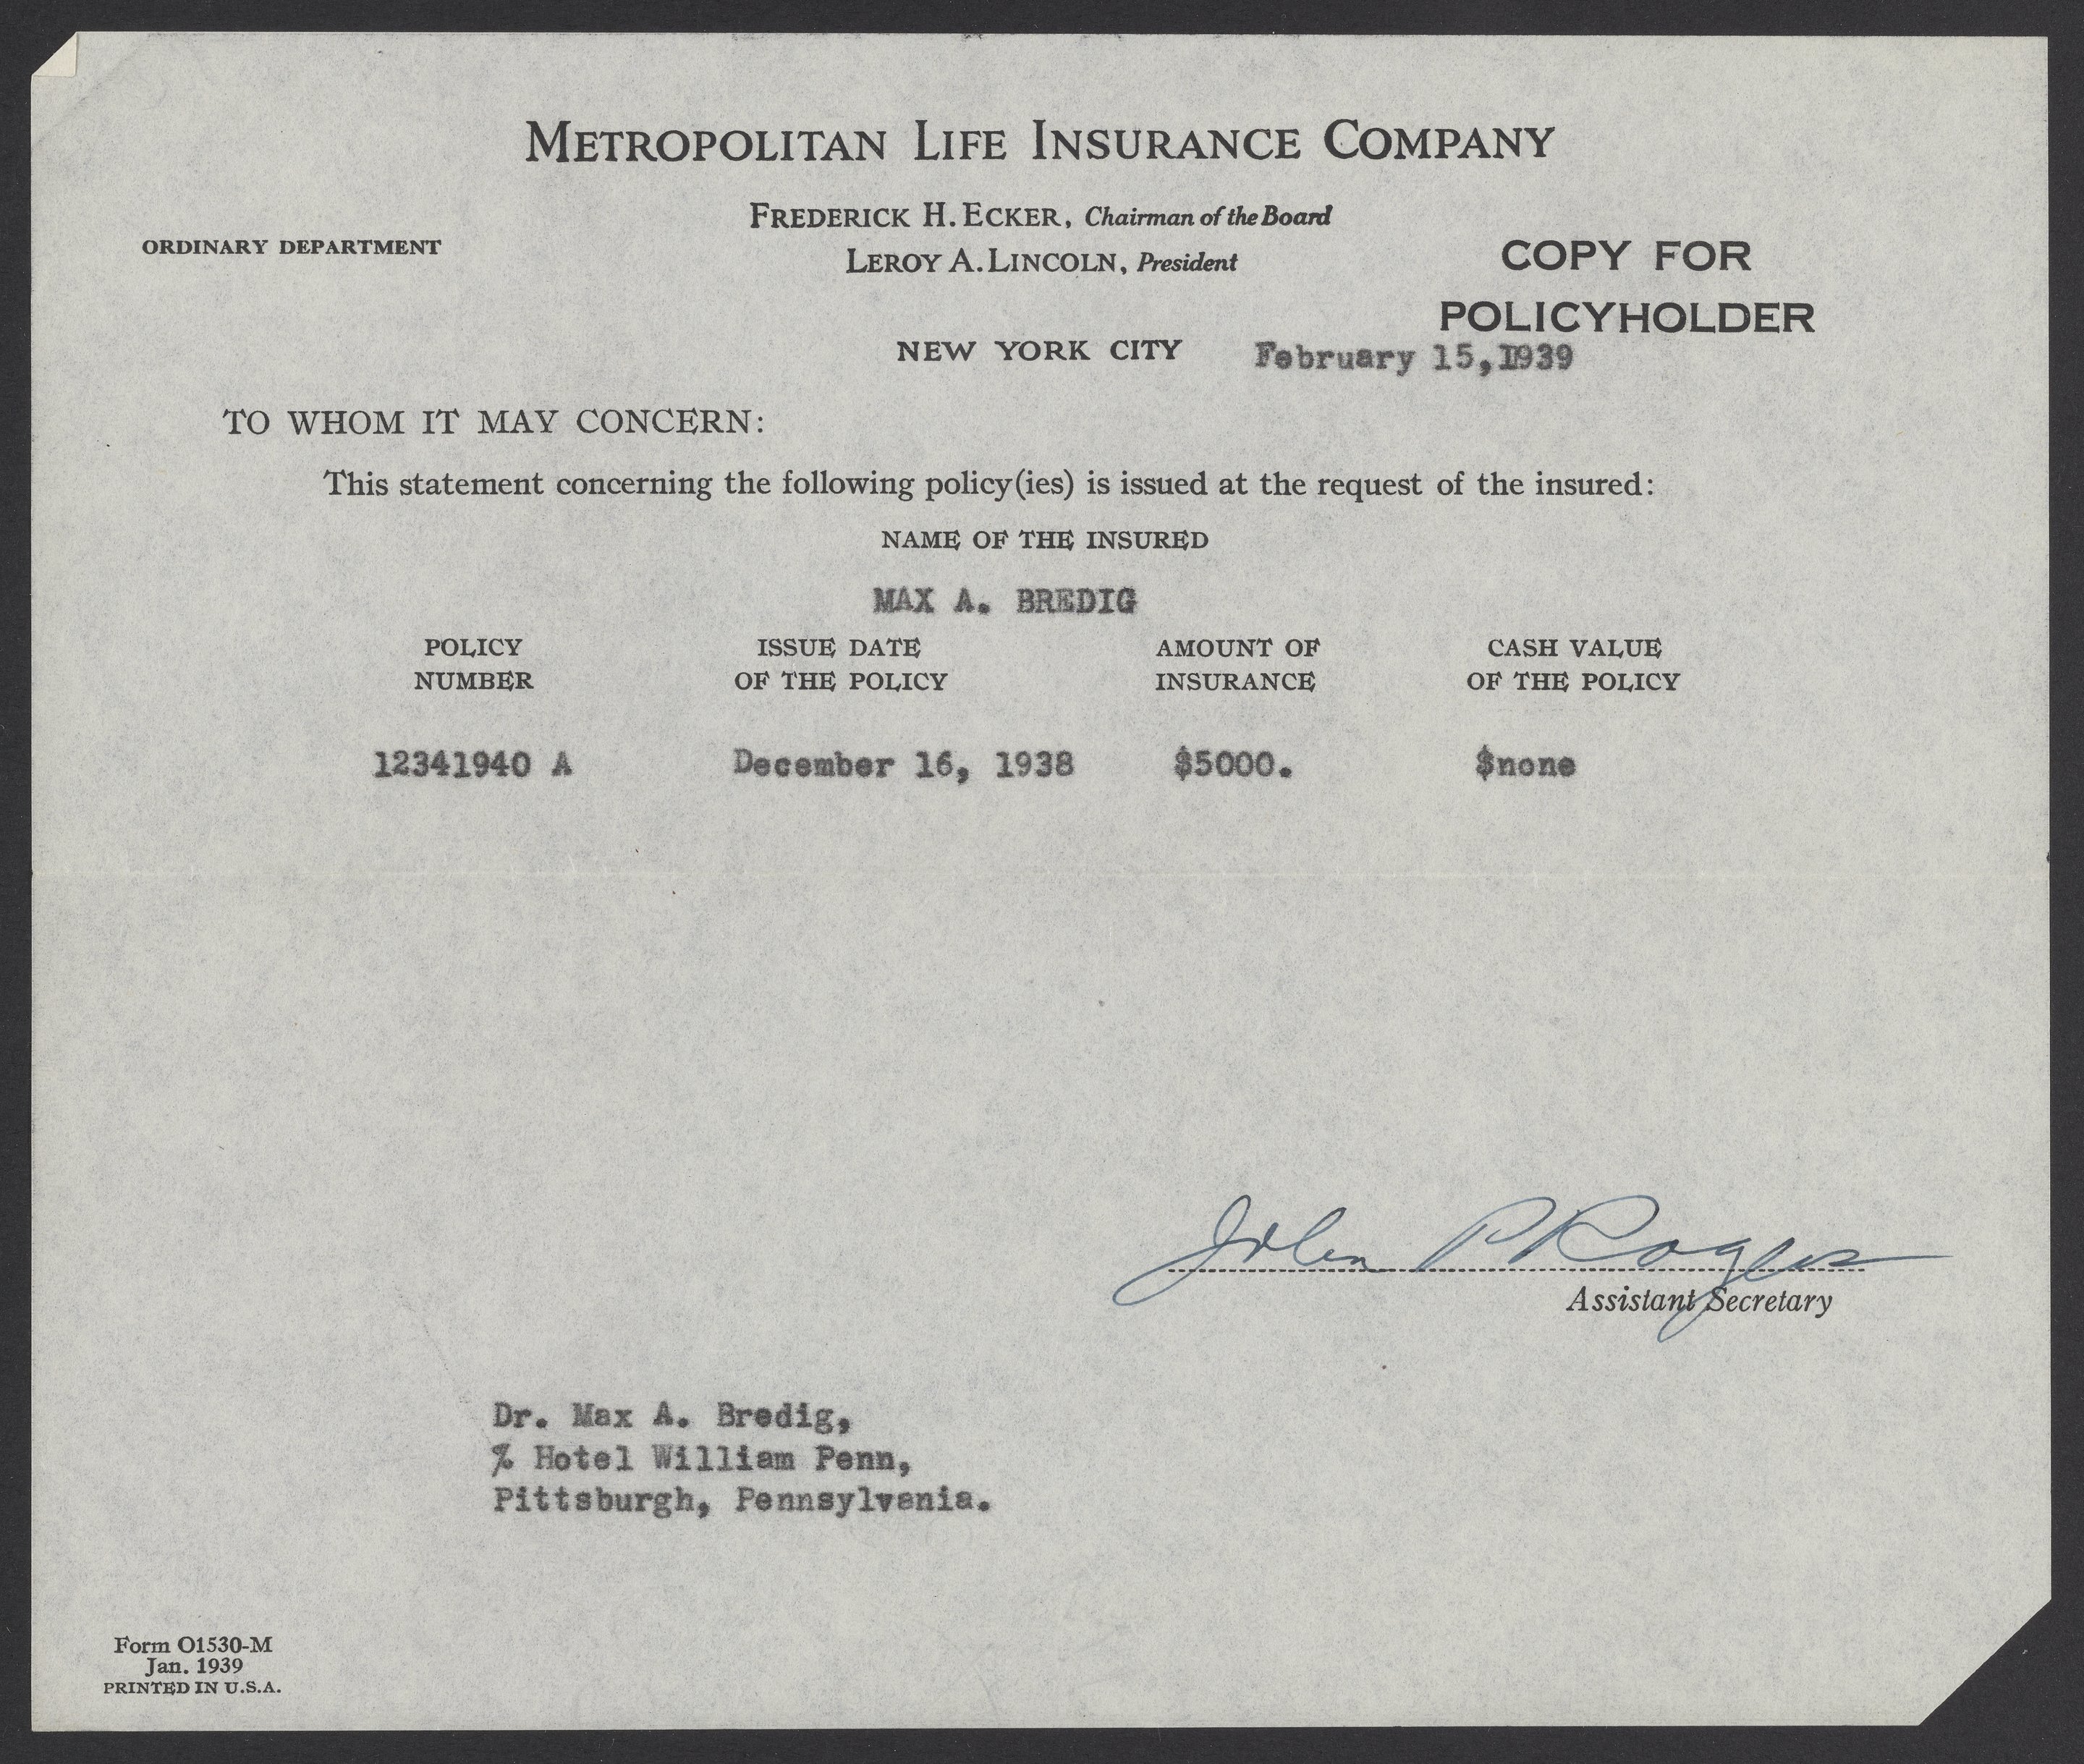 METROPOLITAN LIFE INSURANCE COMPANY
FREDERICK H. ECKER, Chairman of the Board
ORDINARY DEPARTMENT
LEROY A. LINCOLN, President
COPY FOR
POLICYHOLDER
NEW YORK CITY February 15,1939
TO WHOM IT MAY CONCERN:
This statement concerning the following policy(ies) is issued at the request of the insured:
NAME OF THE INSURED
MAX A. BREDIG
POLICY ISSUE DATE AMOUNT OF CASH VALUE
NUMBER OF THE POLICY INSURANCE OF THE POLICY
12341940 A December 16, 1938 $5000. $none
John P Rogers
Assistant Secretary
Dr. Max A. Bredig,
% Hotel William Penn,
Pittsburgh, Pennsylvania.
Form O1530-M
Jan. 1939
PRINTED IN U.S.A.